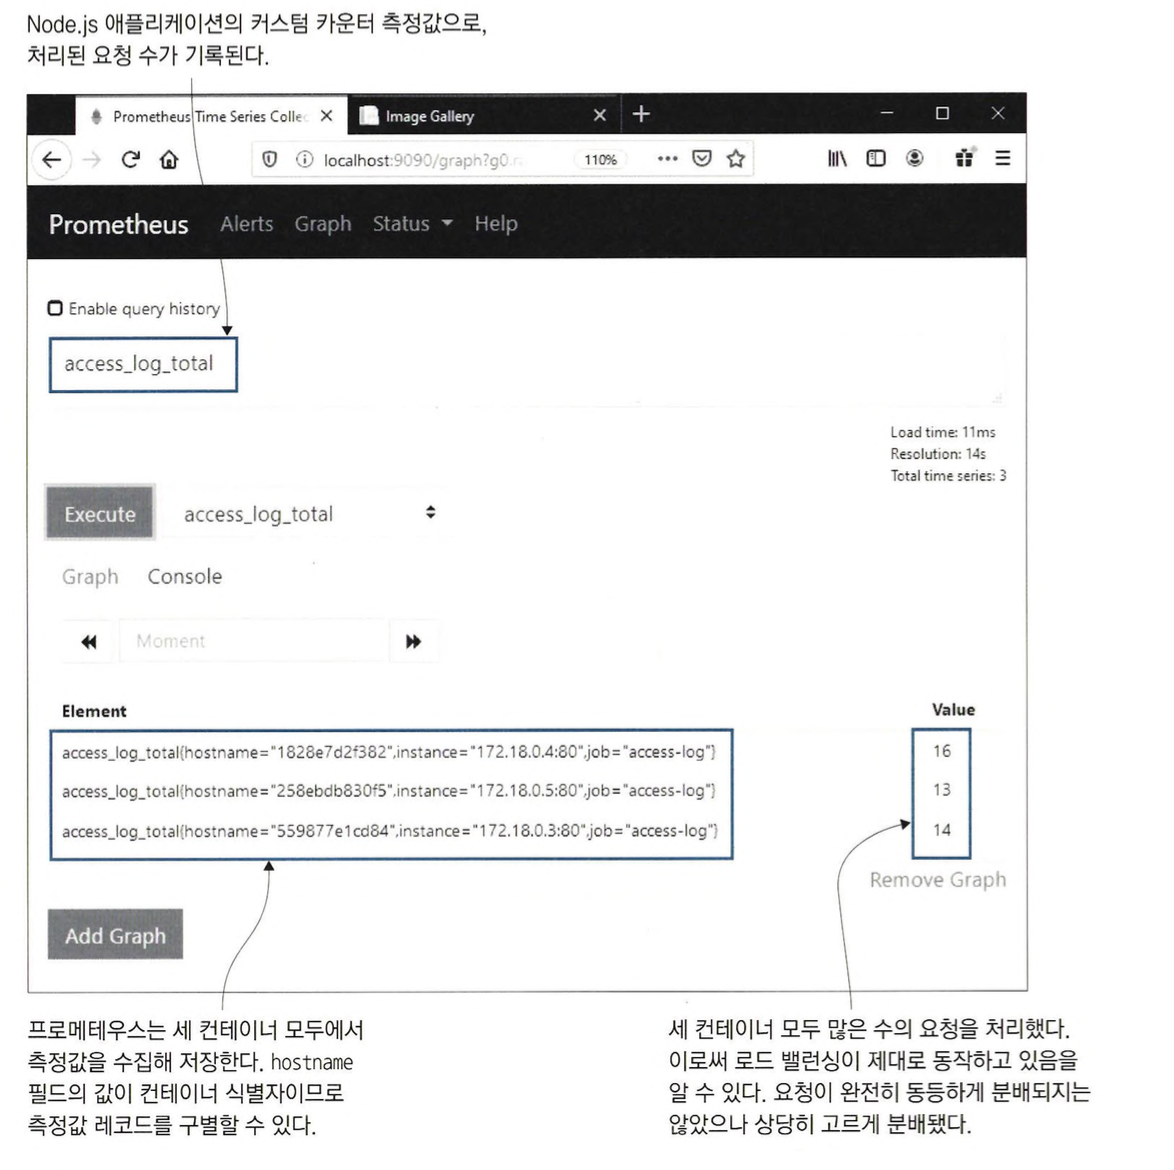 Node.js 애플리케이션의 커스텀 카운터 측정값으로,
처리된 요청 수가 기록된다.
Prometheus Time Series Collec
Image Gallery
localhost:9090/graph?g0.ra
110%
Prometheus Alerts Graph Status Help
Enable query history
access_log_total
Load time: 11ms
Resolution: 14s
Total time series: 3
Execute access_log_total
Graph Console
Moment
Element Value
access_log_total{hostname="1828e7d2f382",instance="172.18.0.4:80",job="access-log"} 16
access_log_total{hostname="258ebdb830f5",instance="172.18.0.5:80",job="access-log"} 13
access_log_total{hostname="559877e1cd84",instance="172.18.0.3:80",job="access-log"} 14
Remove Graph
Add Graph
프로메테우스는 세 컨테이너 모두에서
측정값을 수집해 저장한다. hostname
필드의 값이 컨테이너 식별자이므로
측정값 레코드를 구별할 수 있다.
세 컨테이너 모두 많은 수의 요청을 처리했다.
이로써 로드 밸런싱이 제대로 동작하고 있음을
알 수 있다. 요청이 완전히 동등하게 분배되지는
않았으나 상당히 고르게 분배됐다.